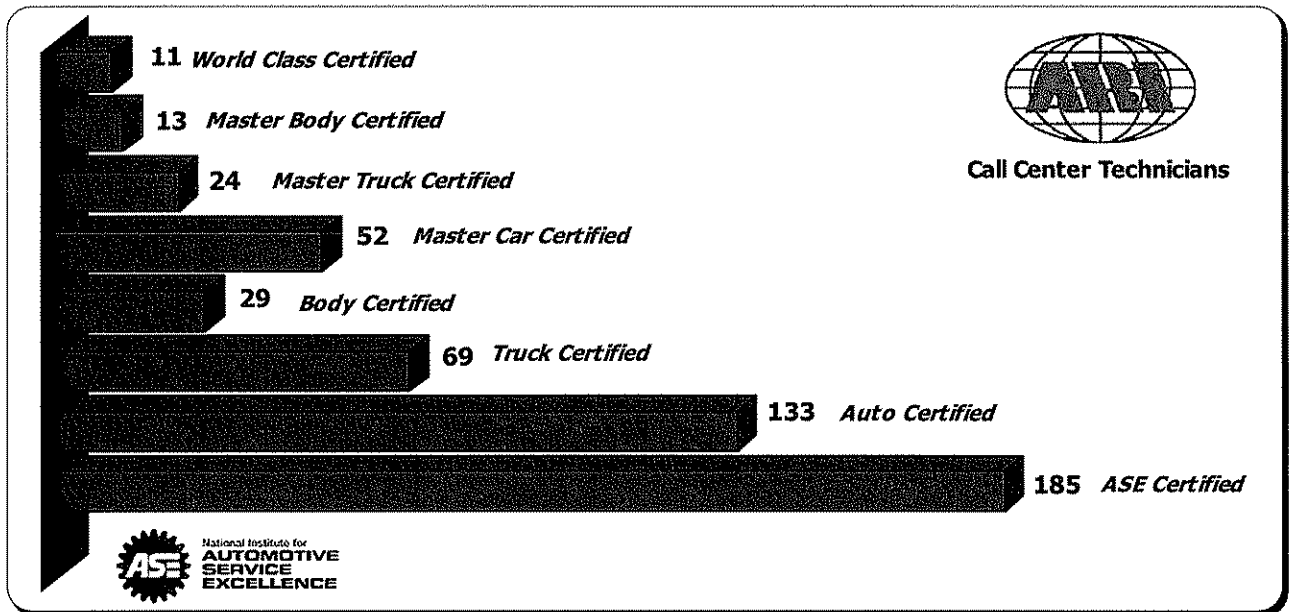 11 World Class Certified
ARI
13 Master Body Certified
Call Center Technicians
24 Master Truck Certified
52 Master Car Certified
29 Body Certified
69 Truck Certified
133 Auto Certified
185 ASE Certified
ASE
National Institute for
AUTOMOTIVE
SERVICE
EXCELLENCE